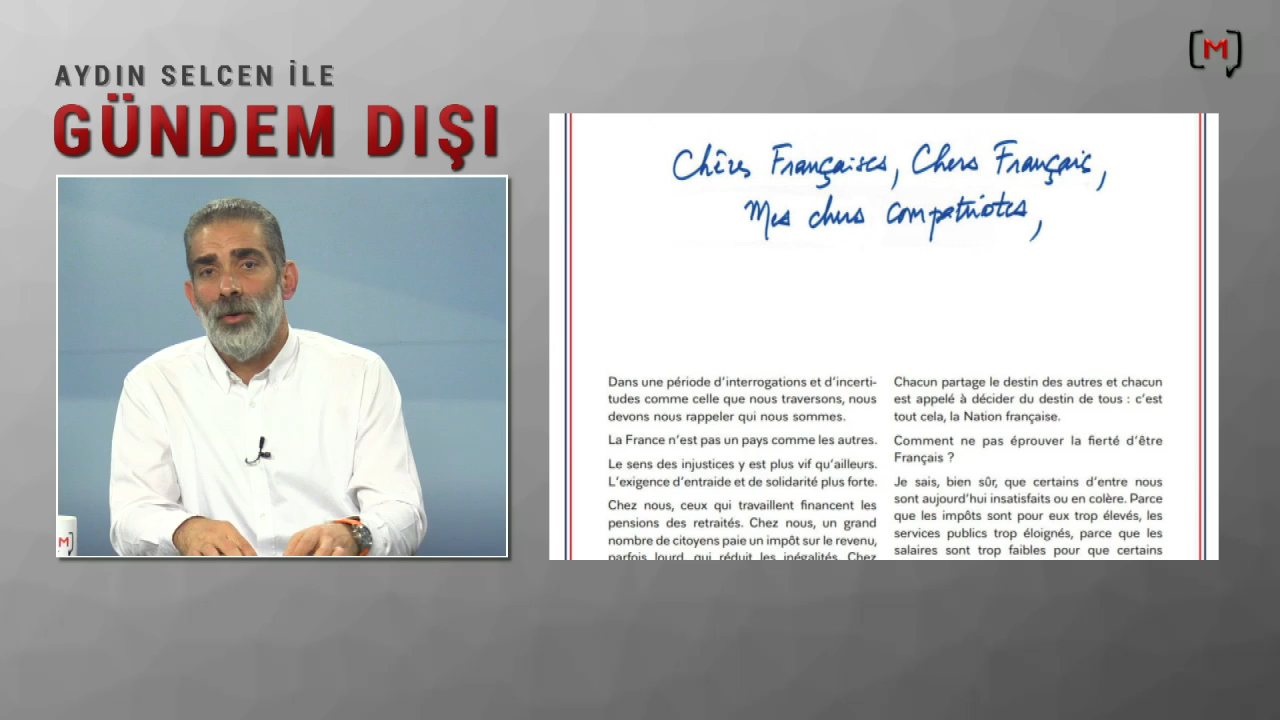 AYDIN SELCEN İLE
GÜNDEM DIŞI
[M]
M
Chères Françaises, Chers Français,
Mes chers compatriotes,
Dans une période d'interrogations et d'incerti-
tudes comme celle que nous traversons, nous
devons nous rappeler qui nous sommes.
La France n'est pas un pays comme les autres.
Le sens des injustices y est plus vif qu'ailleurs.
L'exigence d'entraide et de solidarité plus forte.
Chez nous, ceux qui travaillent financent les
pensions des retraités. Chez nous, un grand
nombre de citoyens paie un impôt sur le revenu,
parfois lourd, qui réduit les inégalités. Chez
Chacun partage le destin des autres et chacun
est appelé à décider du destin de tous : c'est
tout cela, la Nation française.
Comment ne pas éprouver la fierté d'être
Français ?
Je sais, bien sûr, que certains d'entre nous
sont aujourd'hui insatisfaits ou en colère. Parce
que les impôts sont pour eux trop élevés, les
services publics trop éloignés, parce que les
salaires sont trop faibles pour que certains